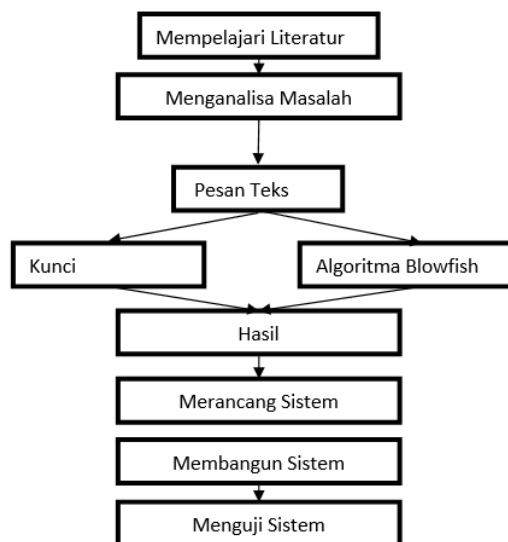 Mempelajari Literatur
Menganalisa Masalah
Pesan Teks
Kunci
Algoritma Blowfish
Hasil
Merancang Sistem
Membangun Sistem
Menguji Sistem